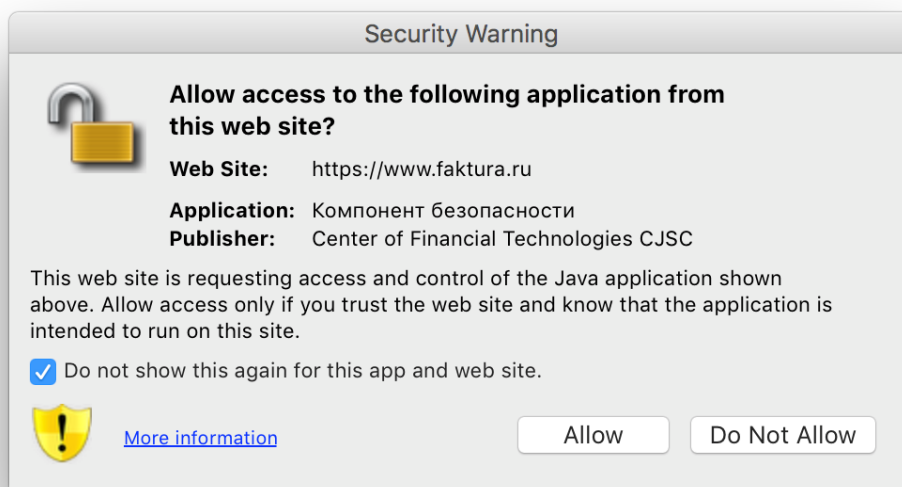 Security Warning
Allow access to the following application from
this web site?
Web Site: https://www.faktura.ru
Application: Компонент безопасности
Publisher: Center of Financial Technologies CJSC
This web site is requesting access and control of the Java application shown
above. Allow access only if you trust the web site and know that the application is
intended to run on this site.
Do not show this again for this app and web site.
More information
Allow
Do Not Allow